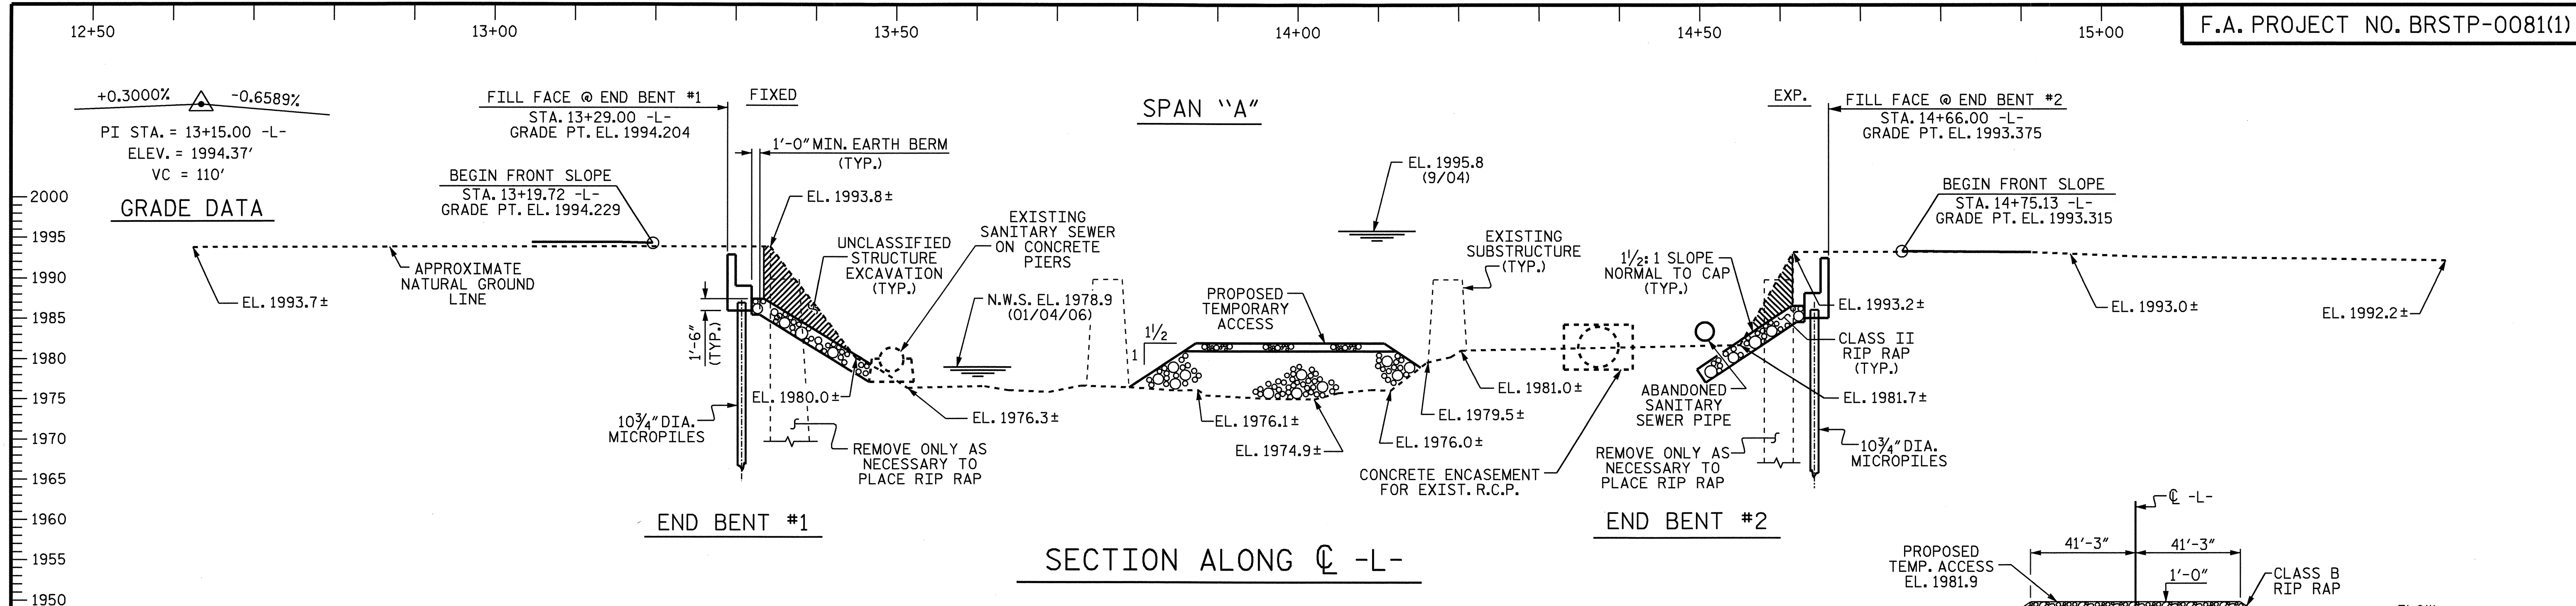 12+50
13+00
13+50
14+00
14+50
15+00
F.A. PROJECT NO. BRSTP-0081(1)
+0.3000%
-0.6589%
PI STA. = 13+15.00 -L-
ELEV. = 1994.37'
VC = 110'
GRADE DATA
FILL FACE @ END BENT #1
STA. 13+29.00 -L-
GRADE PT. EL. 1994.204
FIXED
SPAN "A"
EXP.
FILL FACE @ END BENT #2
STA. 14+66.00 -L-
GRADE PT. EL. 1993.375
1'-0" MIN. EARTH BERM
(TYP.)
BEGIN FRONT SLOPE
STA. 13+19.72 -L-
GRADE PT. EL. 1994.229
EL. 1993.8±
EL. 1995.8
(9/04)
BEGIN FRONT SLOPE
STA. 14+75.13 -L-
GRADE PT. EL. 1993.315
2000
1995
1990
1985
1980
1975
1970
1965
1960
1955
1950
EL. 1993.7±
APPROXIMATE
NATURAL GROUND
LINE
UNCLASSIFIED
STRUCTURE
EXCAVATION
(TYP.)
EXISTING
SANITARY SEWER
ON CONCRETE
PIERS
N.W.S. EL. 1978.9
(01/04/06)
PROPOSED
TEMPORARY
ACCESS
1½
1
EXISTING
SUBSTRUCTURE
(TYP.)
1½:1 SLOPE
NORMAL TO CAP
(TYP.)
EL. 1993.2±
EL. 1993.0±
EL. 1992.2±
CLASS II
RIP RAP
(TYP.)
1'-6"
(TYP.)
EL. 1980.0±
EL. 1976.3±
10¾" DIA.
MICROPILES
REMOVE ONLY AS
NECESSARY TO
PLACE RIP RAP
EL. 1976.1±
EL. 1974.9±
EL. 1976.0±
EL. 1979.5±
EL. 1981.0±
CONCRETE ENCASEMENT
FOR EXIST. R.C.P.
ABANDONED
SANITARY
SEWER PIPE
EL. 1981.7±
REMOVE ONLY AS
NECESSARY TO
PLACE RIP RAP
10¾" DIA.
MICROPILES
END BENT #1
END BENT #2
SECTION ALONG ℄ -L-
℄ -L-
41'-3"
41'-3"
PROPOSED
TEMP. ACCESS
EL. 1981.9
1'-0"
CLASS B
RIP RAP